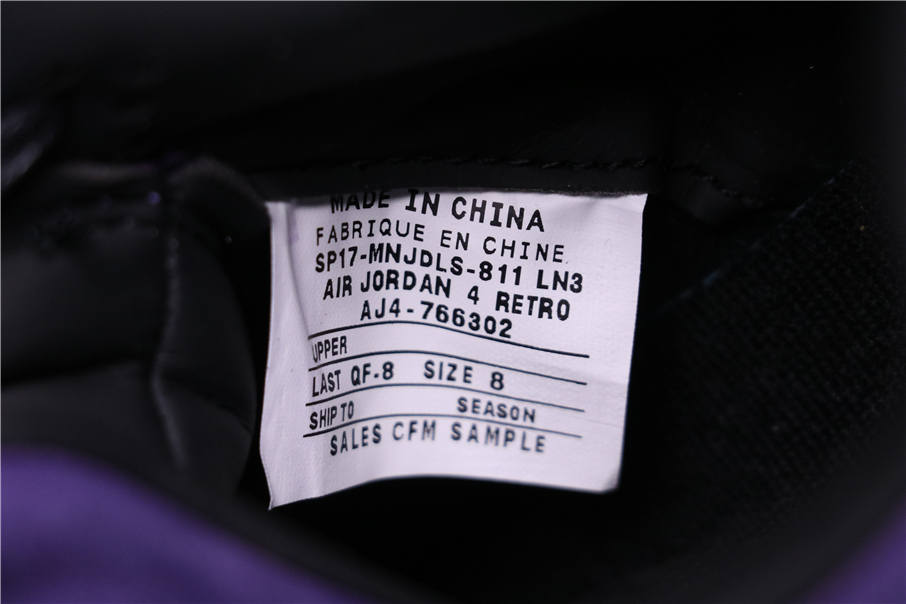 MADE IN CHINA
FABRIQUE EN CHINE
SP17-MNJDLS-811 LN3
AIR JORDAN 4 RETRO
AJ4-766302
UPPER
LAST QF-8 SIZE 8
SHIP TO SEASON
SALES CFM SAMPLE